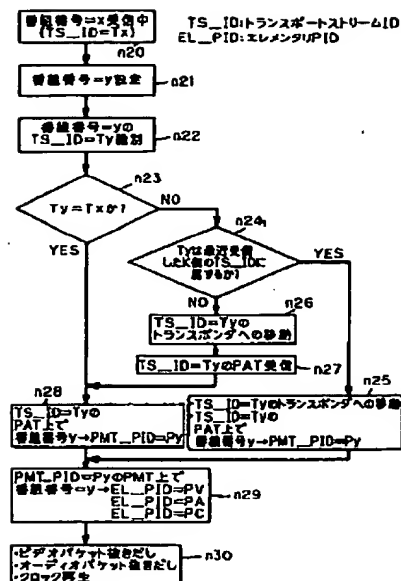 番組番号=x受信中
(TS_ID=Tx)
TS_ID:トランスポートストリームID
EL_PID:エレメンタリPID
n20
番組番号=y設定
n21
番組番号=yの
TS_ID=Ty識別
n22
n23
Ty=Txか?
NO
YES
n24
Tyは最近受信
したK個のTS_IDに
属するか?
YES
NO
n26
TS_ID=Tyの
トランスポンダへの移動
TS_ID=TyのPAT受信
n27
n28
TS_ID=Tyの
PAT上で
番組番号y→PMT_PID=Py
n25
・TS_ID=Tyのトランスポンダへの移動
・TS_ID=Tyの
PAT上で
番組番号y→PMT_PID=Py
PMT_PID=PyのPMT上で
番組番号=y→EL_PID=PV
EL_PID=PA
EL_PID=PC
n29
・ビデオパケット抜きだし
・オーディオパケット抜きだし
・クロック再生
n30